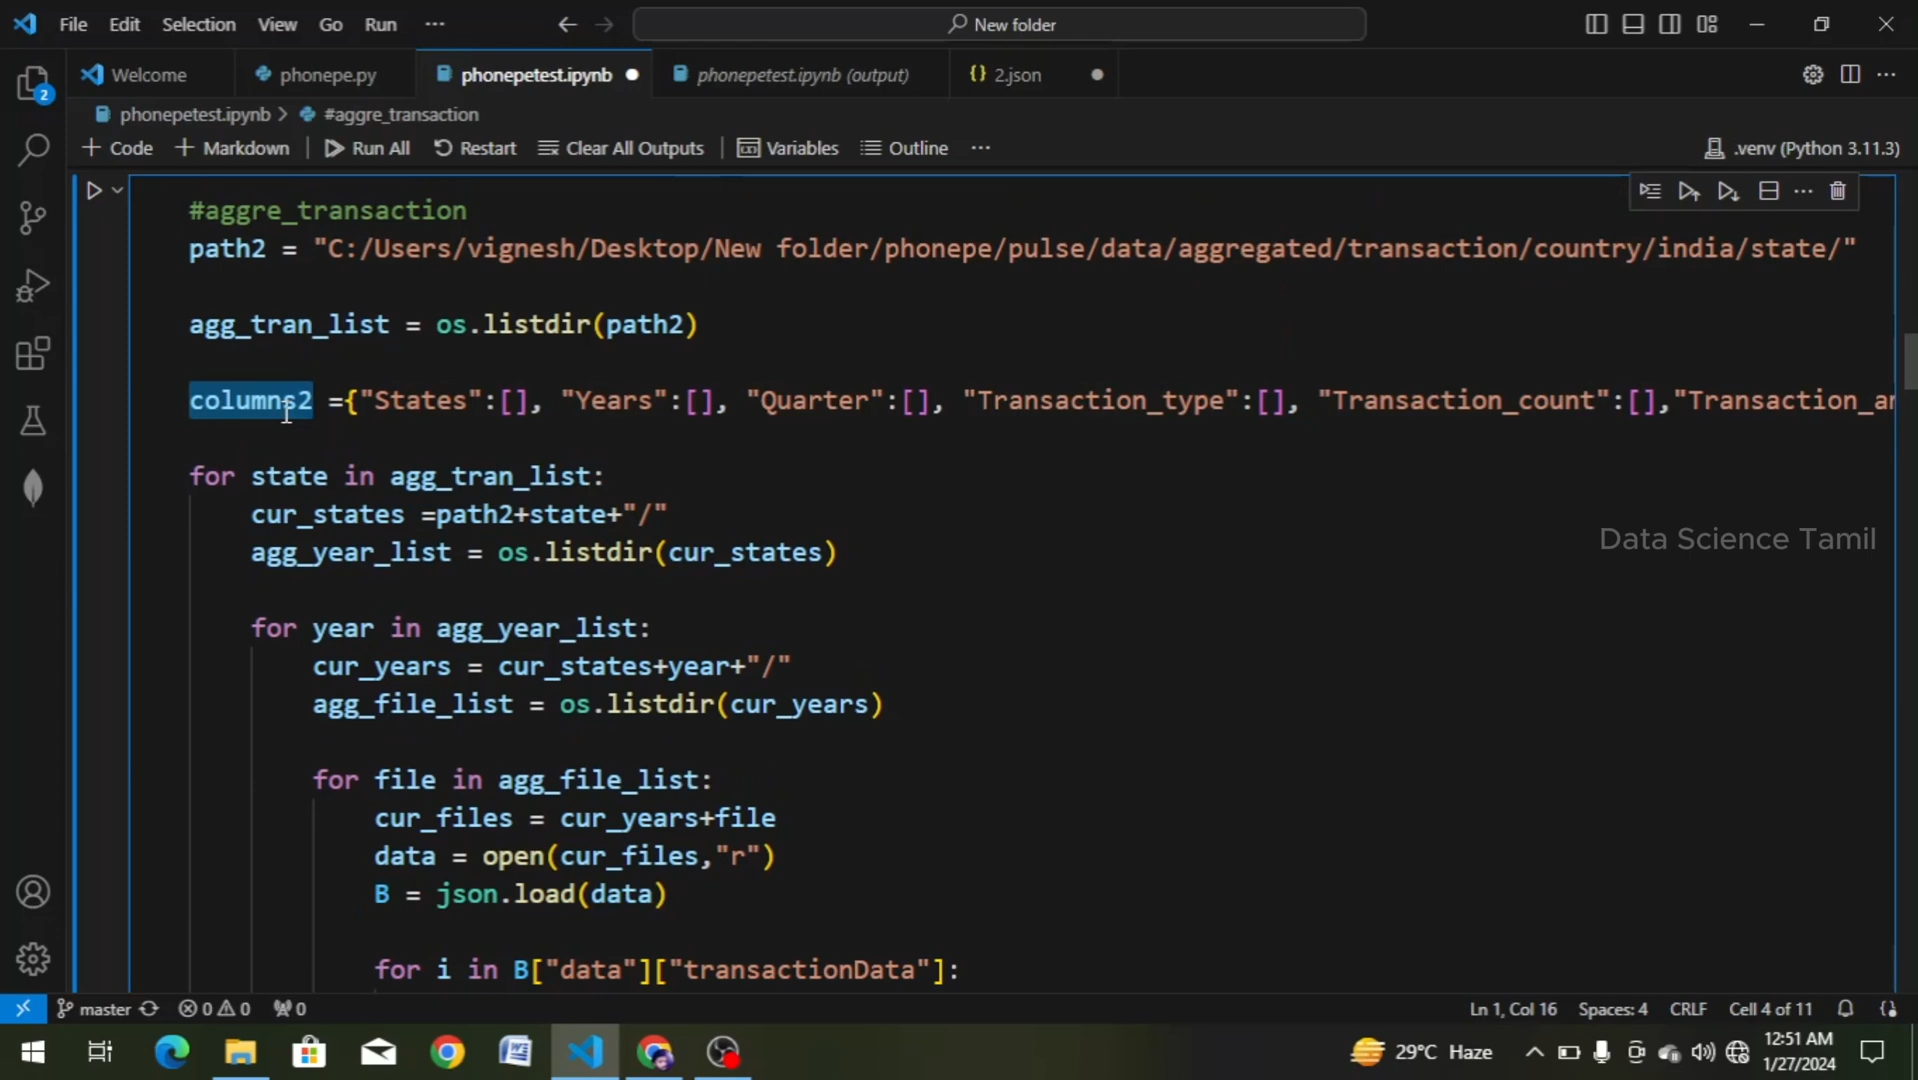 File Edit Selection View Go Run ··· New folder
Welcome phonepe.py phonepetest.ipynb phonepetest.ipynb (output) {} 2.json
phonepetest.ipynb > #aggre_transaction
+ Code + Markdown Run All Restart Clear All Outputs Variables Outline ··· .venv (Python 3.11.3)
#aggre_transaction
path2 = "C:/Users/vignesh/Desktop/New folder/phonepe/pulse/data/aggregated/transaction/country/india/state/"
agg_tran_list = os.listdir(path2)
columns2 ={"States":[], "Years":[], "Quarter":[], "Transaction_type":[], "Transaction_count":[],"Transaction_a
for state in agg_tran_list:
cur_states =path2+state+"/"
agg_year_list = os.listdir(cur_states)
Data Science Tamil
for year in agg_year_list:
cur_years = cur_states+year+"/"
agg_file_list = os.listdir(cur_years)
for file in agg_file_list:
cur_files = cur_years+file
data = open(cur_files,"r")
B = json.load(data)
for i in B["data"]["transactionData"]:
2
master 0 0 0 Ln 1, Col 16 Spaces: 4 CRLF Cell 4 of 11
29°C Haze 12:51 AM
1/27/2024